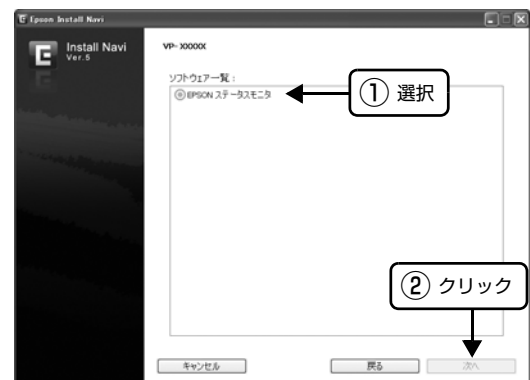 Epson Install Navi
Install Navi
Ver.5
VP-XXXXX
ソフトウェア一覧：
EPSON ステータスモニタ
① 選択
② クリック
キャンセル
戻る
次へ